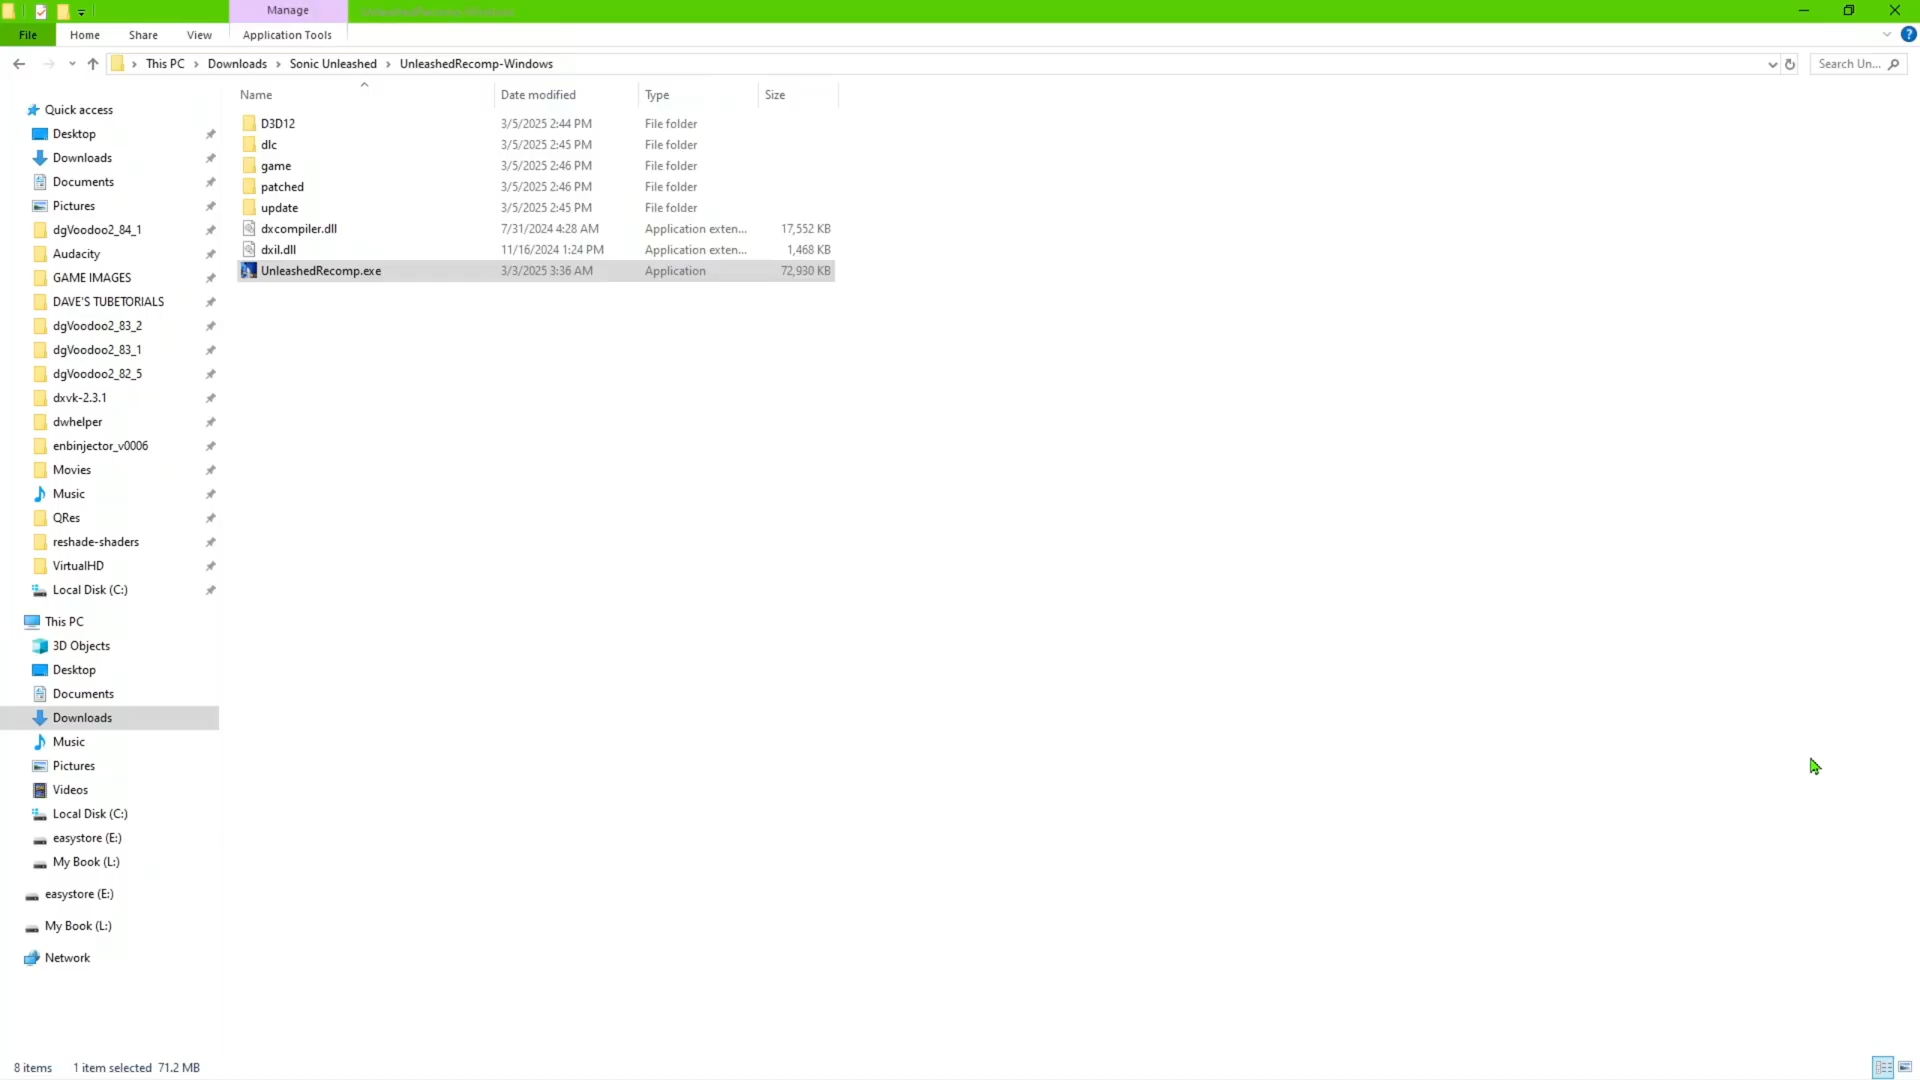 Manage
File Home Share View Application Tools
This PC Downloads Sonic Unleashed UnleashedRecomp-Windows
Search Un...
Name Date modified Type Size
D3D12 3/5/2025 2:44 PM File folder
dlc 3/5/2025 2:45 PM File folder
game 3/5/2025 2:46 PM File folder
patched 3/5/2025 2:46 PM File folder
update 3/5/2025 2:45 PM File folder
dxcompiler.dll 7/31/2024 4:28 AM Application exten... 17,552 KB
dxil.dll 11/16/2024 1:24 PM Application exten... 1,468 KB
UnleashedRecomp.exe 3/3/2025 3:36 AM Application 72,930 KB
Quick access
Desktop
Downloads
Documents
Pictures
dgVoodoo2_84_1
Audacity
GAME IMAGES
DAVE'S TUBETORIALS
dgVoodoo2_83_2
dgVoodoo2_83_1
dgVoodoo2_82_5
dxvk-2.3.1
dwhelper
enbinjector_v0006
Movies
Music
QRes
reshade-shaders
VirtualHD
Local Disk (C:)
This PC
3D Objects
Desktop
Documents
Downloads
Music
Pictures
Videos
Local Disk (C:)
easystore (E:)
My Book (L:)
easystore (E:)
My Book (L:)
Network
8 items 1 item selected 71.2 MB